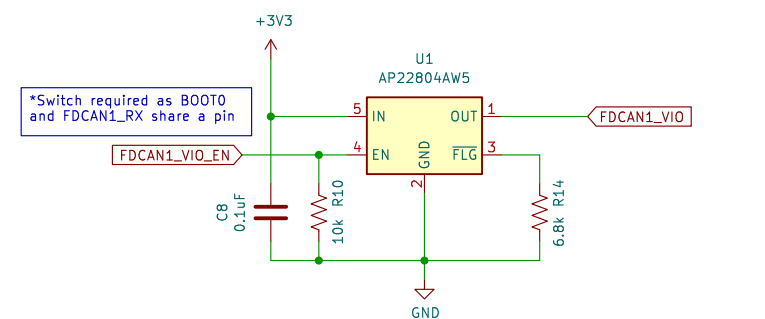 +3V3
U1
AP22804AW5
*Switch required as BOOT0
and FDCAN1_RX share a pin
5
IN
OUT
1
FDCAN1_VIO
FDCAN1_VIO_EN
4
EN
GND
FLG
3
2
C8
0.1uF
R10
10k
R14
6.8k
GND